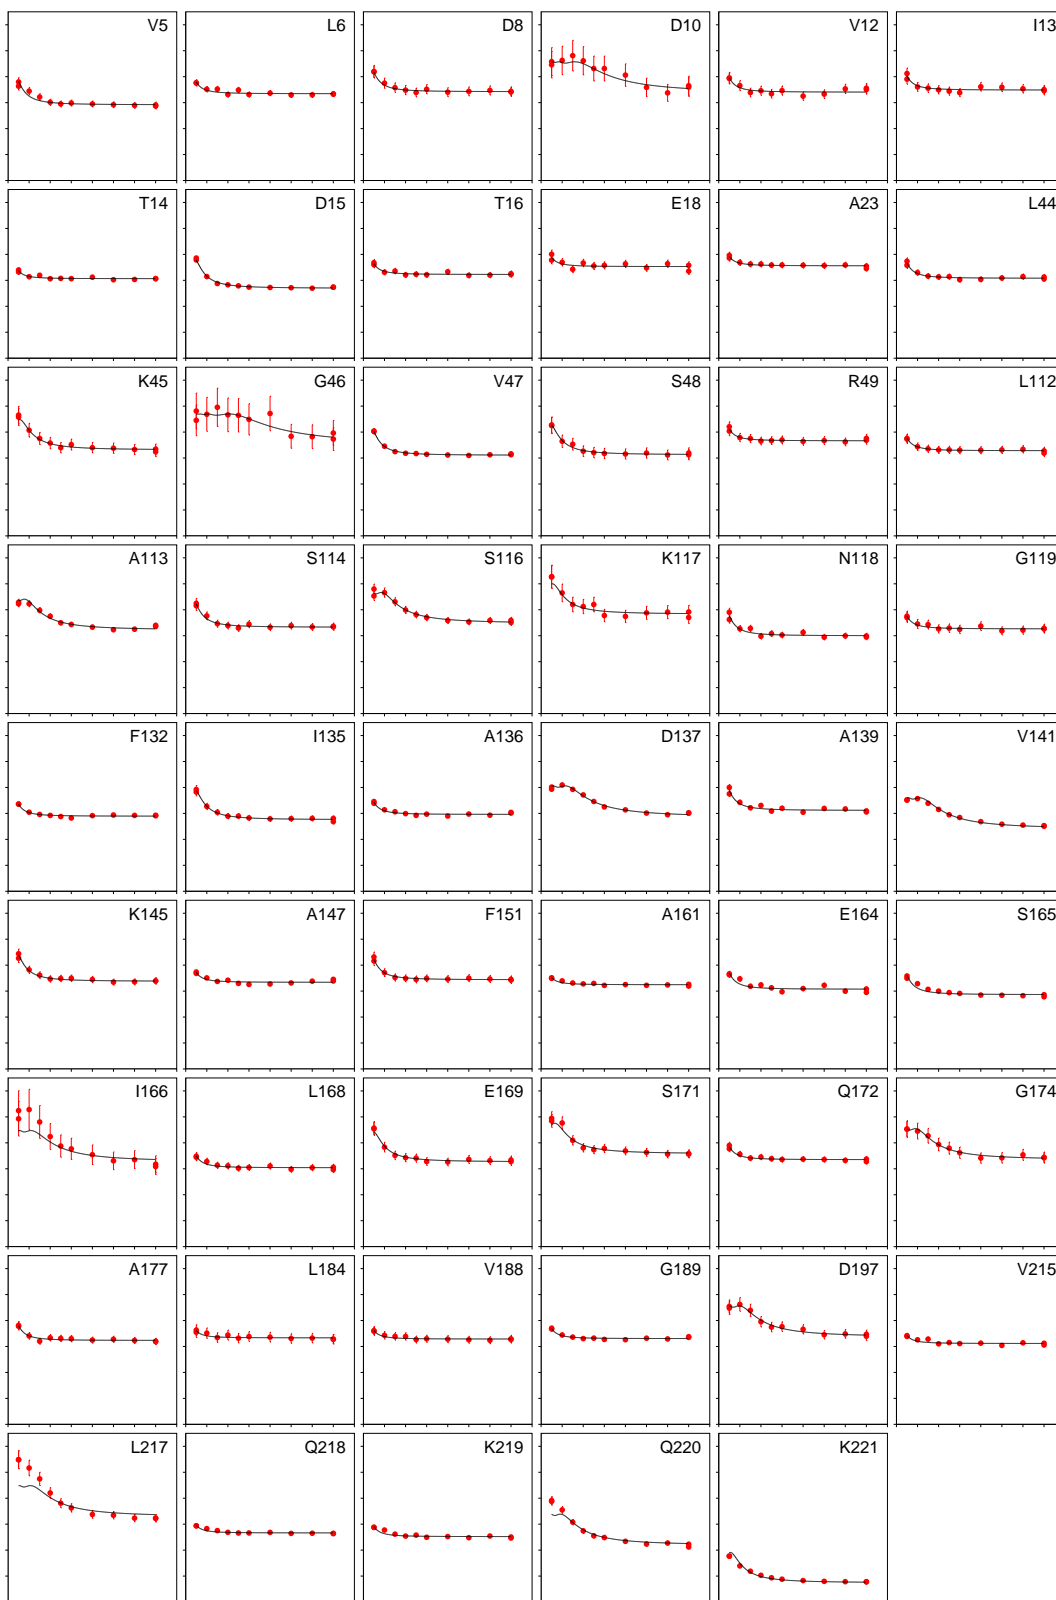 V5 L6 D8 D10 V12 I13
T14 D15 T16 E18 A23 L44
K45 G46 V47 S48 R49 L112
A113 S114 S116 K117 N118 G119
F132 I135 A136 D137 A139 V141
K145 A147 F151 A161 E164 S165
I166 L168 E169 S171 Q172 G174
A177 L184 V188 G189 D197 V215
L217 Q218 K219 Q220 K221